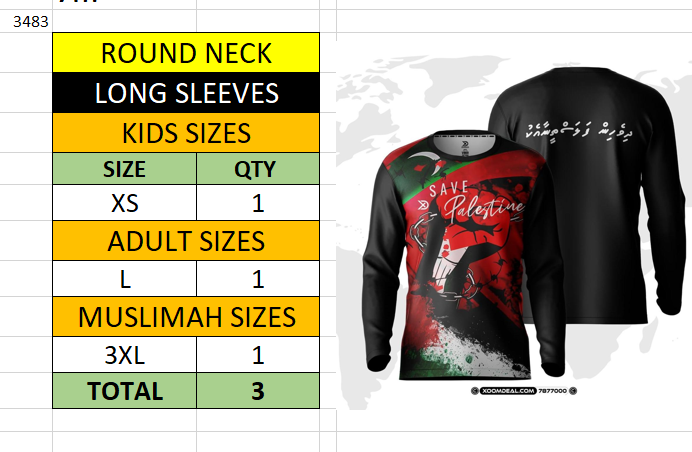 3483
ROUND NECK
LONG SLEEVES
KIDS SIZES
SIZE QTY
XS 1
ADULT SIZES
L 1
MUSLIMAH SIZES
3XL 1
TOTAL 3
ދިވެހިން ފަލަސްޠީނާއެކު
SAVE
Palestine
XOOMDEAL.COM 7877000